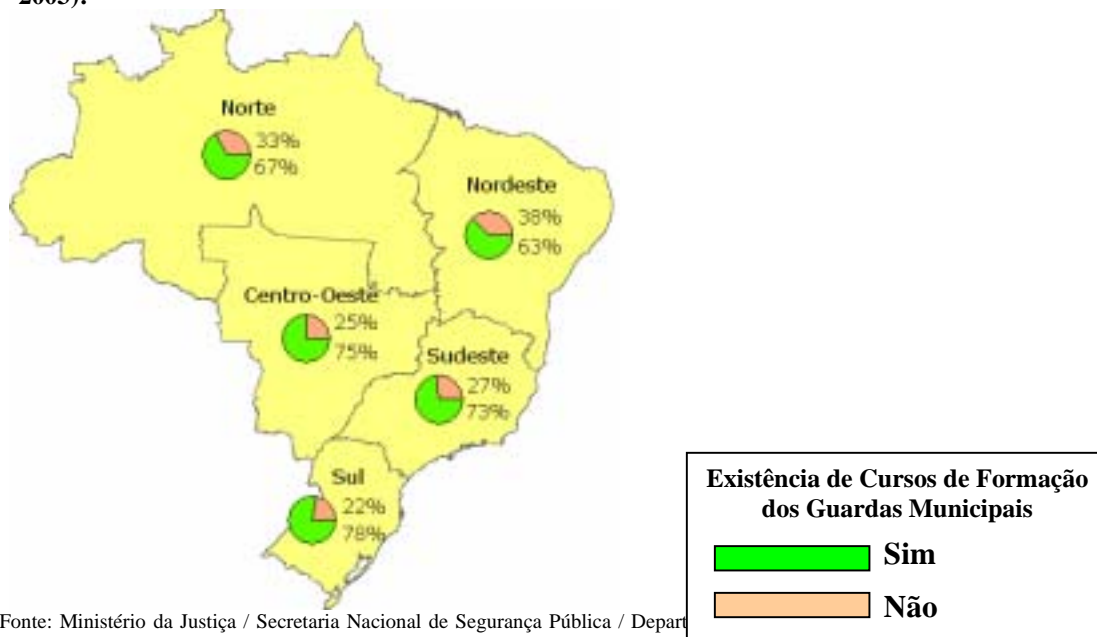 2005).
Norte
33%
67%
Nordeste
38%
63%
Centro-Oeste
25%
75%
Sudeste
27%
73%
Sul
22%
78%
Existência de Cursos de Formação
dos Guardas Municipais
Sim
Não
Fonte: Ministério da Justiça / Secretaria Nacional de Segurança Pública / Depart